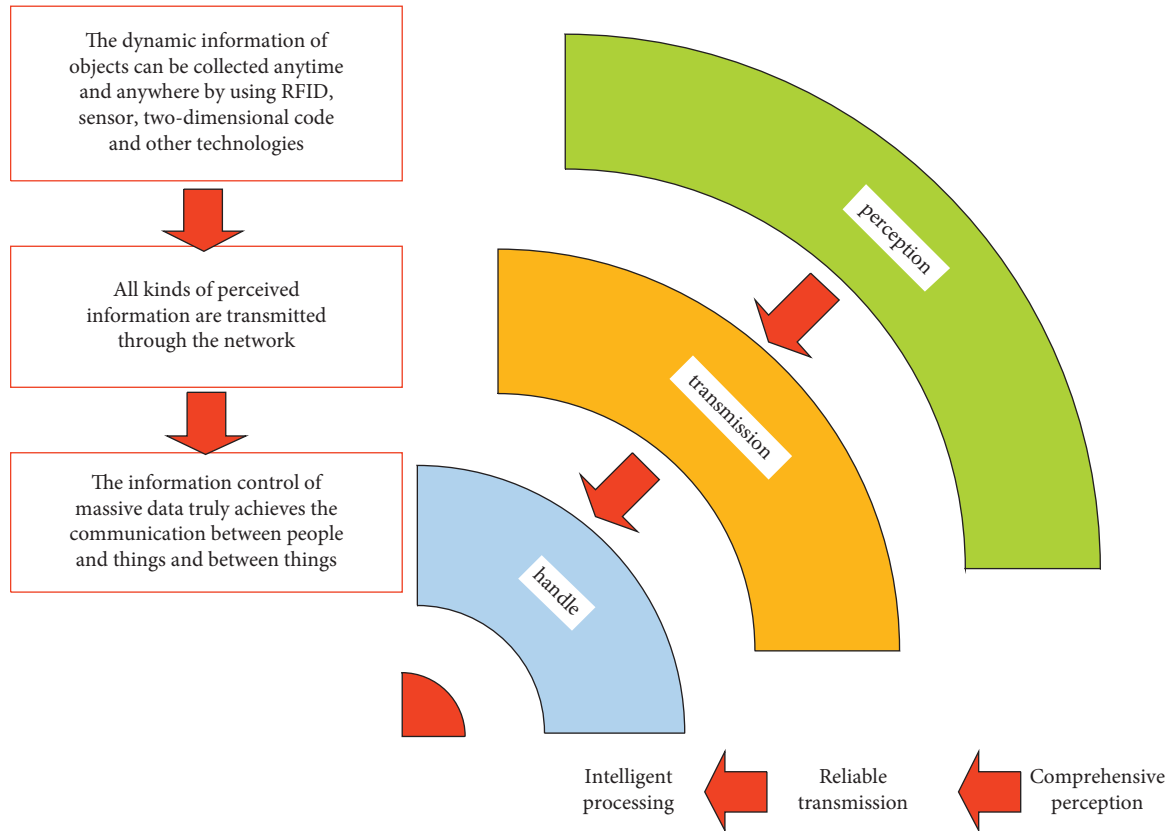 The dynamic information of
objects can be collected anytime
and anywhere by using RFID,
sensor, two-dimensional code
and other technologies
All kinds of perceived
information are transmitted
through the network
The information control of
massive data truly achieves the
communication between people
and things and between things
perception
transmission
handle
Intelligent
processing
Reliable
transmission
Comprehensive
perception